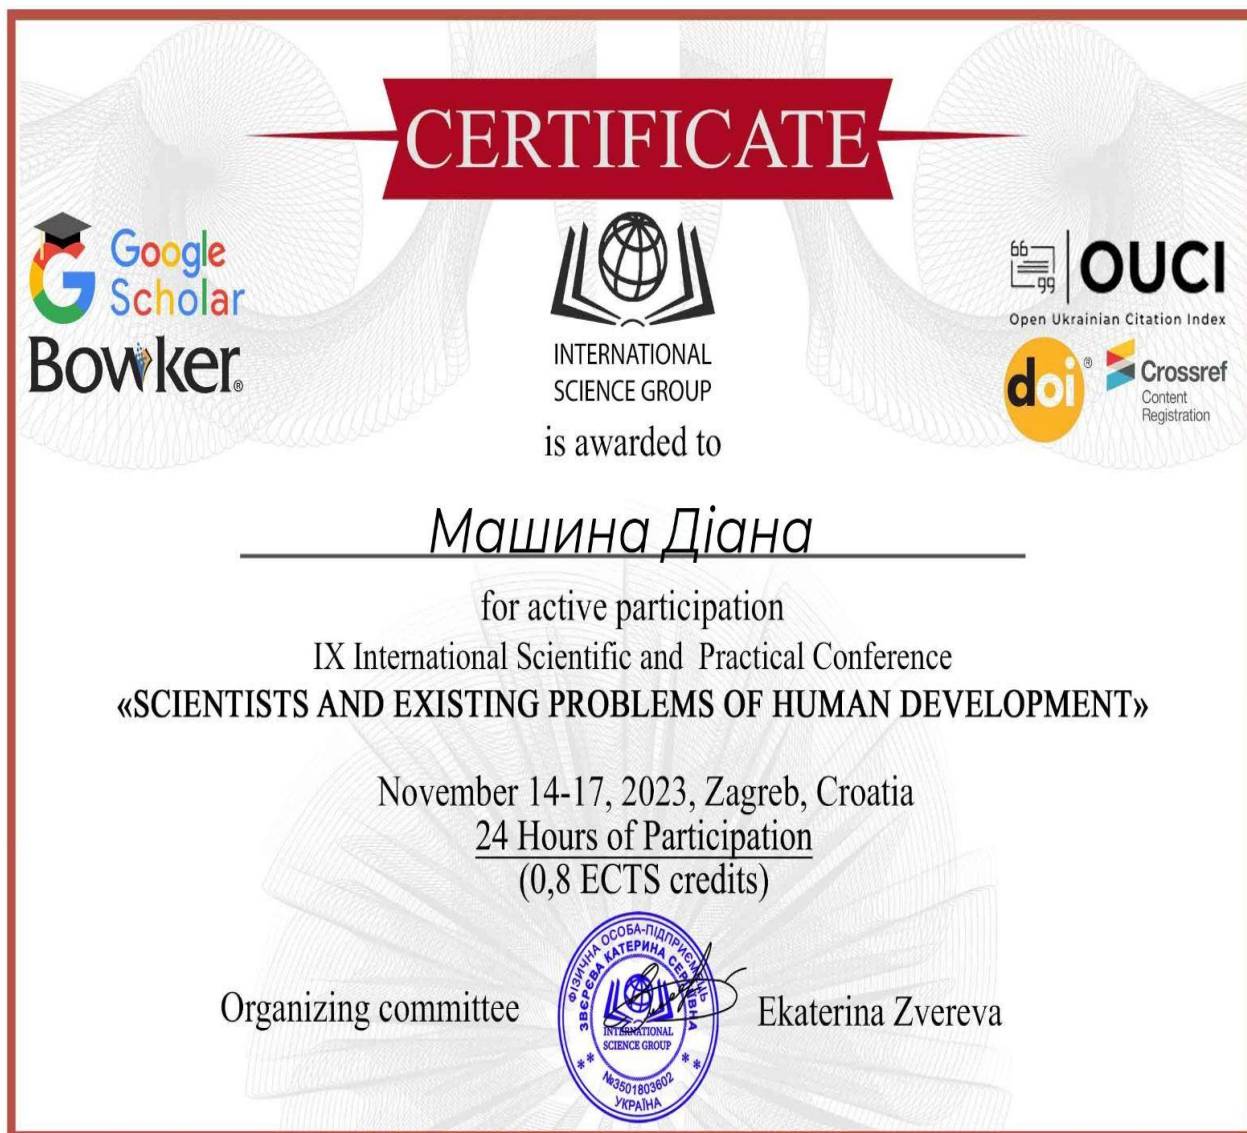 CERTIFICATE
Google
Scholar
Bowker®
INTERNATIONAL
SCIENCE GROUP
66
99
OUCI
Open Ukrainian Citation Index
doi®
Crossref
Content
Registration
is awarded to
Машина Діана
for active participation
IX International Scientific and Practical Conference
«SCIENTISTS AND EXISTING PROBLEMS OF HUMAN DEVELOPMENT»
November 14-17, 2023, Zagreb, Croatia
24 Hours of Participation
(0,8 ECTS credits)
Organizing committee
ФІЗИЧНА ОСОБА-ПІДПРИЄМЕЦЬ
ЗВЄРЄВА КАТЕРИНА СЕРГІЇВНА
INTERNATIONAL
SCIENCE GROUP
№3501803602
УКРАЇНА
Ekaterina Zvereva